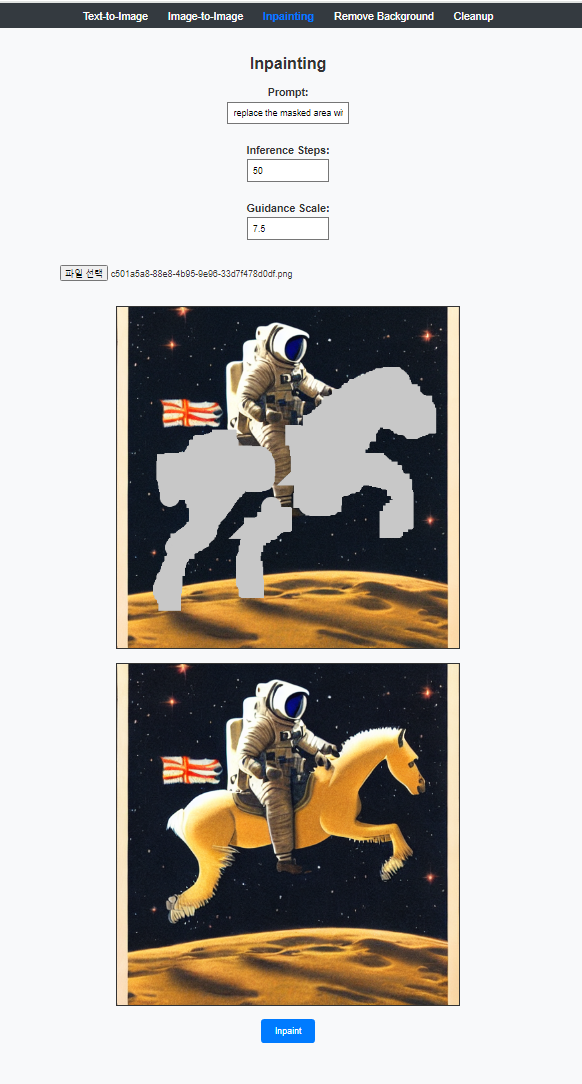 Text-to-Image Image-to-Image Inpainting Remove Background Cleanup
Inpainting
Prompt:
replace the masked area wi
Inference Steps:
50
Guidance Scale:
7.5
파일 선택 c501a5a8-88e8-4b95-9e96-33d7f478d0df.png
Inpaint